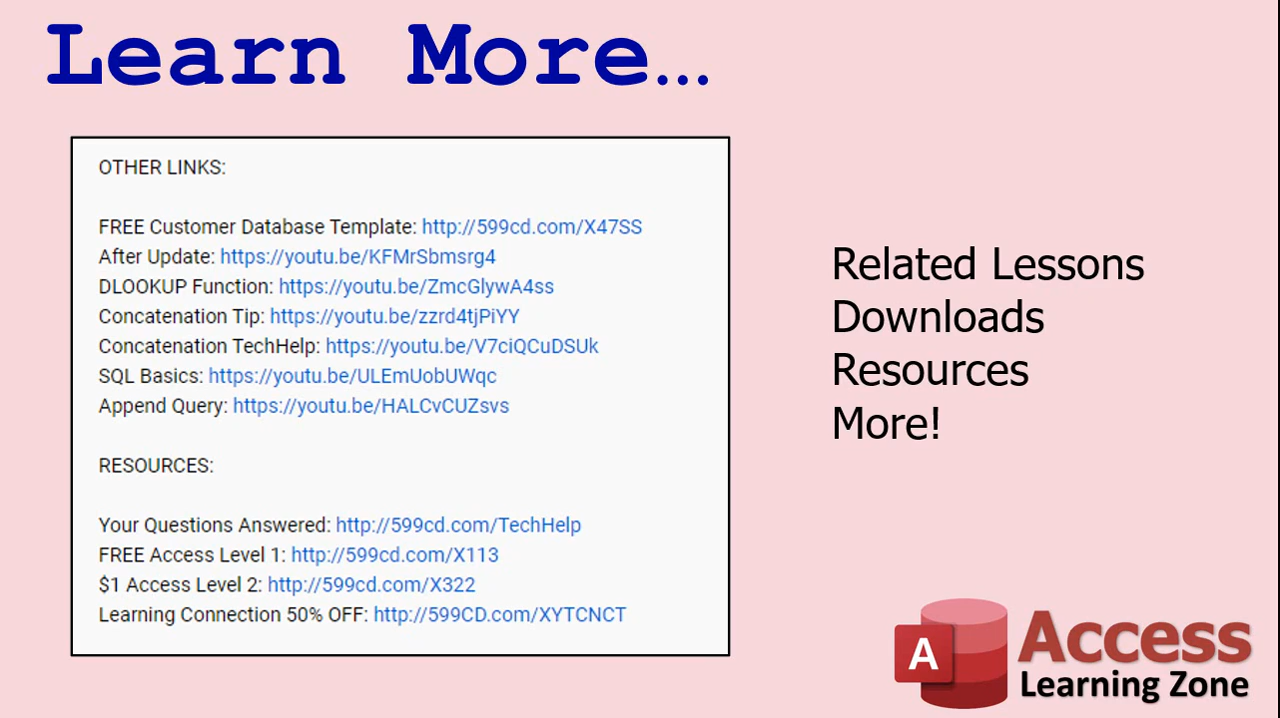 Learn More...
OTHER LINKS:
FREE Customer Database Template: http://599cd.com/X47SS
After Update: https://youtu.be/KFMrSbmsrg4
DLOOKUP Function: https://youtu.be/ZmcGlywA4ss
Concatenation Tip: https://youtu.be/zzrd4tjPiYY
Concatenation TechHelp: https://youtu.be/V7ciQCuDSUk
SQL Basics: https://youtu.be/ULEmUobUWqc
Append Query: https://youtu.be/HALCvCUZsvs
RESOURCES:
Your Questions Answered: http://599cd.com/TechHelp
FREE Access Level 1: http://599cd.com/X113
$1 Access Level 2: http://599cd.com/X322
Learning Connection 50% OFF: http://599CD.com/XYTCNCT
Related Lessons
Downloads
Resources
More!
A
Access
Learning Zone